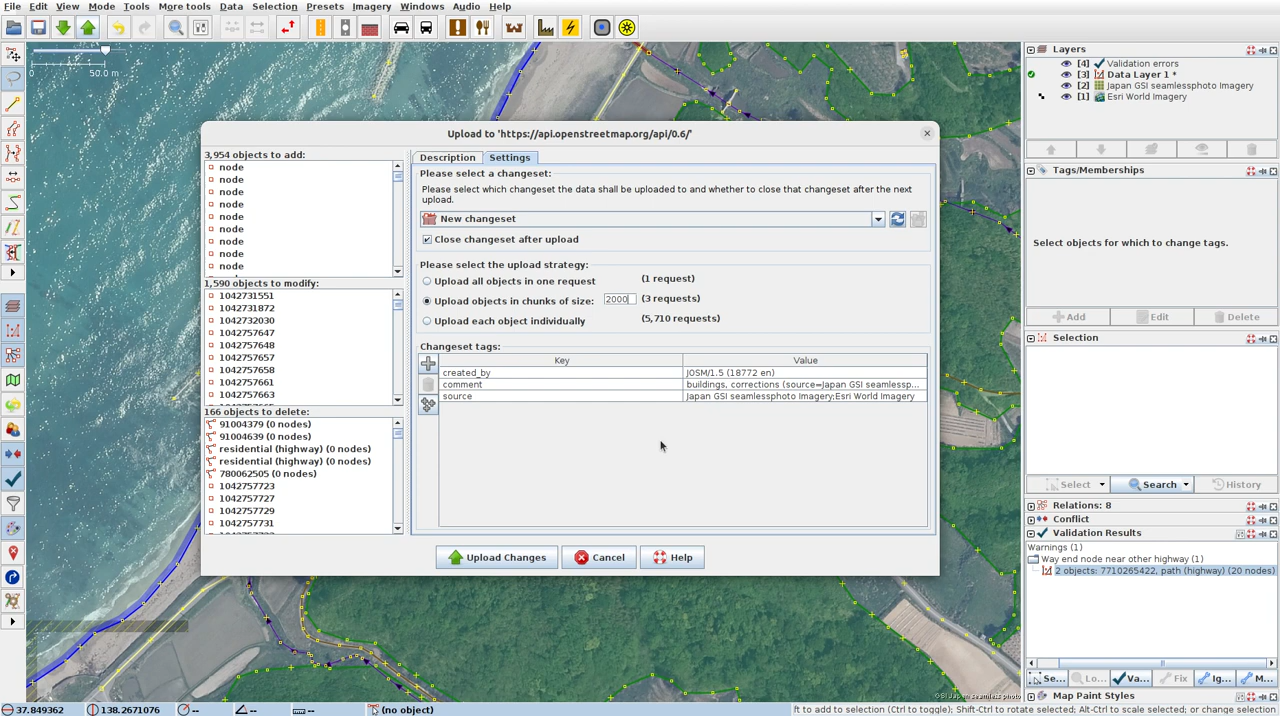 File Edit View Mode Tools More tools Data Selection Presets Imagery Windows Audio Help
0 50.0 m
Upload to 'https://api.openstreetmap.org/api/0.6/'
3,954 objects to add:
node
node
node
node
node
node
node
node
node
1,590 objects to modify:
1042731551
1042731872
1042732030
1042757647
1042757648
1042757657
1042757658
1042757661
1042757663
166 objects to delete:
91004379 (0 nodes)
91004639 (0 nodes)
residential (highway) (0 nodes)
residential (highway) (0 nodes)
780062505 (0 nodes)
1042757723
1042757727
1042757729
1042757731
Description Settings
Please select a changeset:
Please select which changeset the data shall be uploaded to and whether to close that changeset after the next
upload.
New changeset
Close changeset after upload
Please select the upload strategy:
Upload all objects in one request (1 request)
Upload objects in chunks of size: 2000 (3 requests)
Upload each object individually (5,710 requests)
Changeset tags:
Key Value
created_by JOSM/1.5 (18772 en)
comment buildings, corrections (source=Japan GSI seamlessp...
source Japan GSI seamlessphoto Imagery;Esri World Imagery
Upload Changes Cancel Help
Layers
[4] Validation errors
[3] Data Layer 1 *
[2] Japan GSI seamlessphoto Imagery
[1] Esri World Imagery
Tags/Memberships
Select objects for which to change tags.
Add Edit Delete
Selection
Select Search History
Relations: 8
Conflict
Validation Results
Warnings (1)
Way end node near other highway (1)
2 objects: 7710265422, path (highway) (20 nodes)
Se... Lo... Va... Fix Ig... M...
Map Paint Styles
37.849362 138.2671076 -- -- -- (no object)
ft to add to selection (Ctrl to toggle); Shift-Ctrl to rotate selected; Alt-Ctrl to scale selected; or change selection